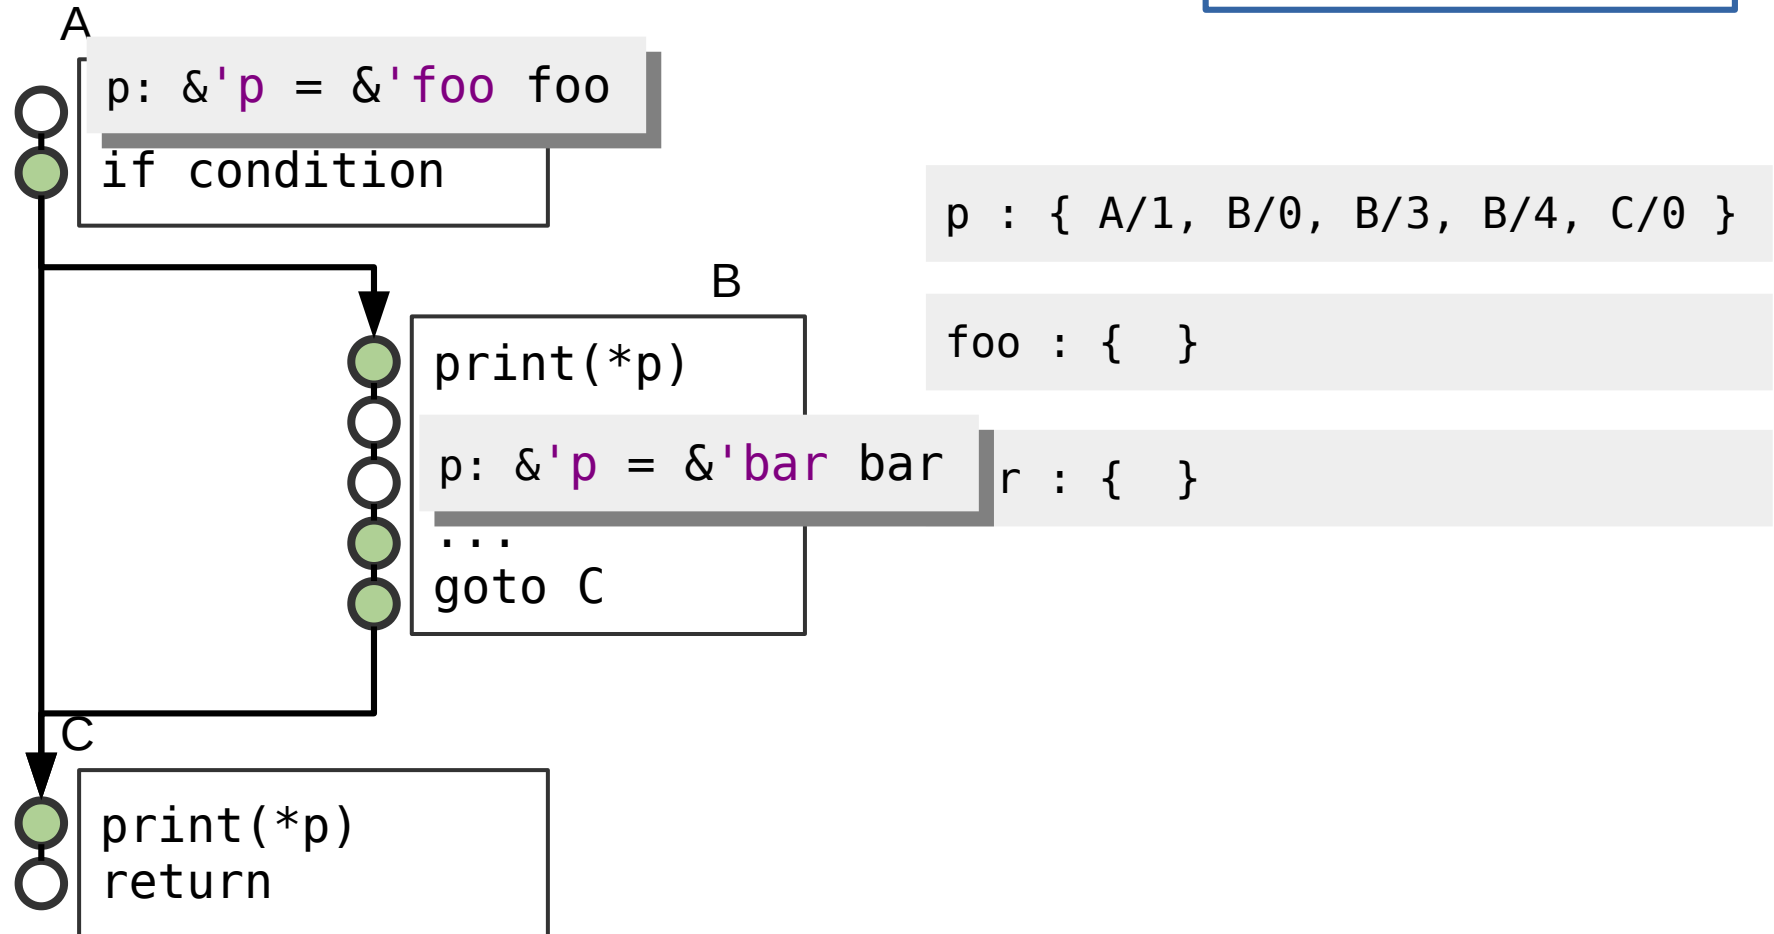 A
p: &'p = &'foo foo
if condition
p : { A/1, B/0, B/3, B/4, C/0 }
B
print(*p)
foo : {  }
p: &'p = &'bar bar
r : {  }
...
goto C
C
print(*p)
return